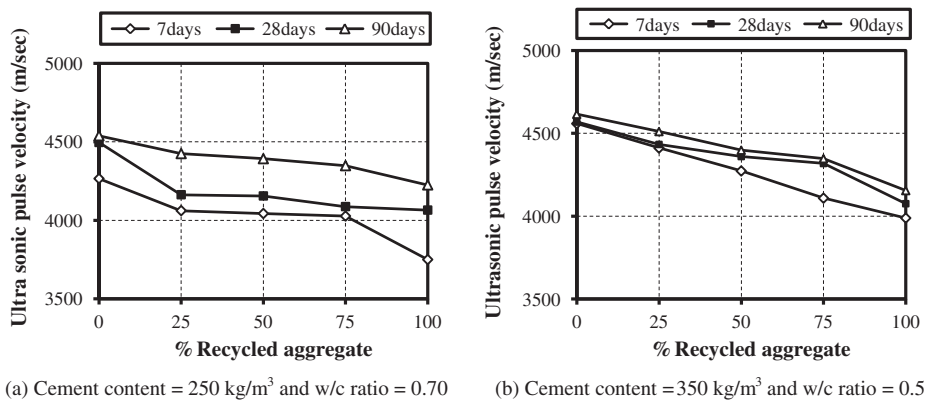 7days 28days 90days
Ultra sonic pulse velocity (m/sec)
5000
4500
4000
3500
0 25 50 75 100
% Recycled aggregate
(a) Cement content = 250 kg/m³ and w/c ratio = 0.70
7days 28days 90days
Ultrasonic pulse velocity (m/sec)
5000
4500
4000
3500
0 25 50 75 100
% Recycled aggregate
(b) Cement content =350 kg/m³ and w/c ratio = 0.5